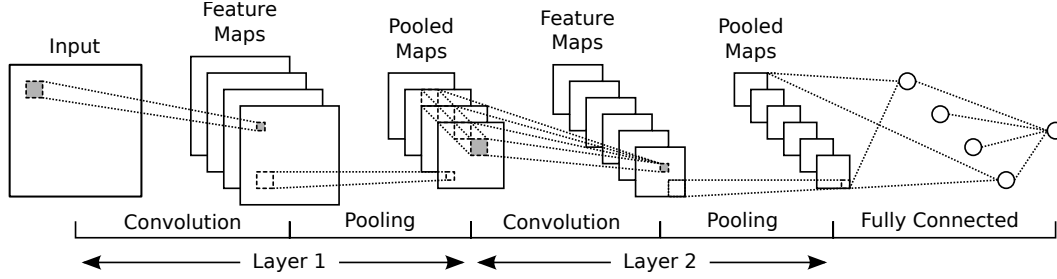 Input
Feature
Maps
Pooled
Maps
Feature
Maps
Pooled
Maps
Convolution
Pooling
Convolution
Pooling
Fully Connected
Layer 1
Layer 2